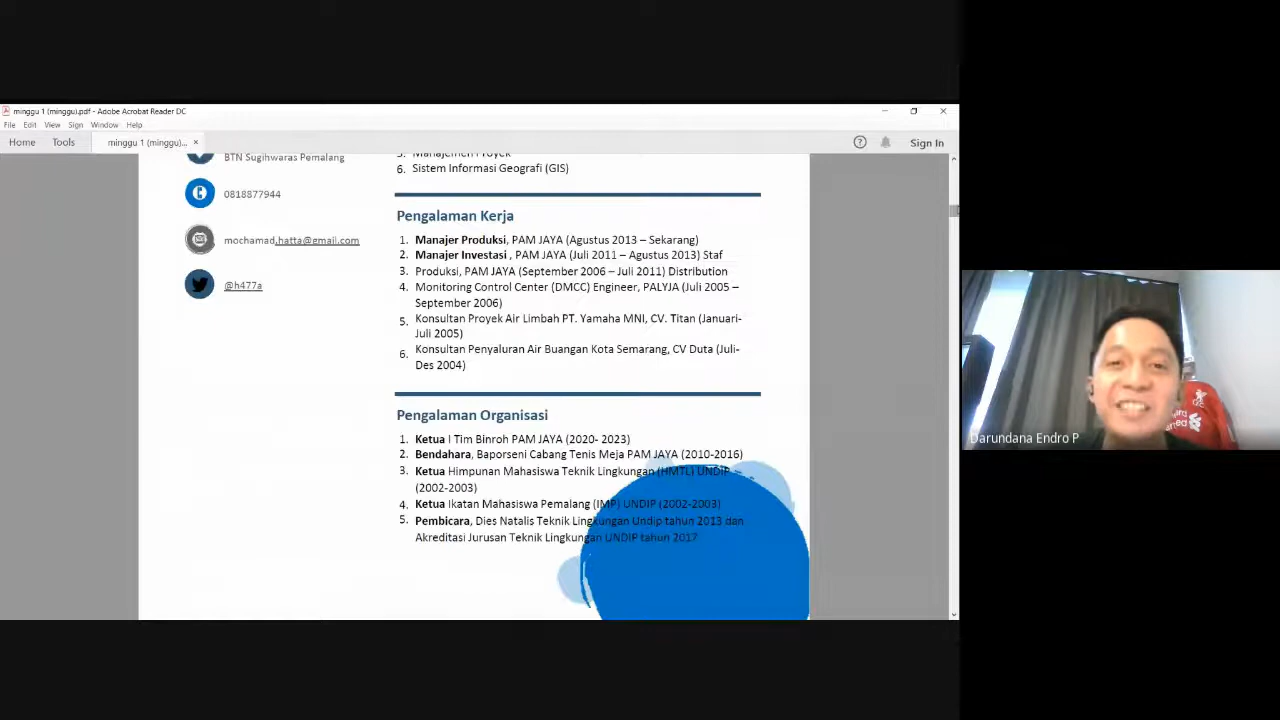 minggu 1 (minggu).pdf - Adobe Acrobat Reader DC
File Edit View Sign Window Help
Home Tools minggu 1 (minggu)... × Sign In
BTN Sugihwaras Pemalang
0818877944
mochamad.hatta@gmail.com
@h477a
5. Manajemen Proyek
6. Sistem Informasi Geografi (GIS)
Pengalaman Kerja
1. Manajer Produksi, PAM JAYA (Agustus 2013 – Sekarang)
2. Manajer Investasi , PAM JAYA (Juli 2011 – Agustus 2013) Staf
3. Produksi, PAM JAYA (September 2006 – Juli 2011) Distribution
4. Monitoring Control Center (DMCC) Engineer, PALYJA (Juli 2005 –
September 2006)
5. Konsultan Proyek Air Limbah PT. Yamaha MNI, CV. Titan (Januari-
Juli 2005)
6. Konsultan Penyaluran Air Buangan Kota Semarang, CV Duta (Juli-
Des 2004)
Pengalaman Organisasi
1. Ketua I Tim Binroh PAM JAYA (2020- 2023)
2. Bendahara, Baporseni Cabang Tenis Meja PAM JAYA (2010-2016)
3. Ketua Himpunan Mahasiswa Teknik Lingkungan (HMTL) UNDIP
(2002-2003)
4. Ketua Ikatan Mahasiswa Pemalang (IMP) UNDIP (2002-2003)
5. Pembicara, Dies Natalis Teknik Lingkungan Undip tahun 2013 dan
Akreditasi Jurusan Teknik Lingkungan UNDIP tahun 2017
Darundana Endro P